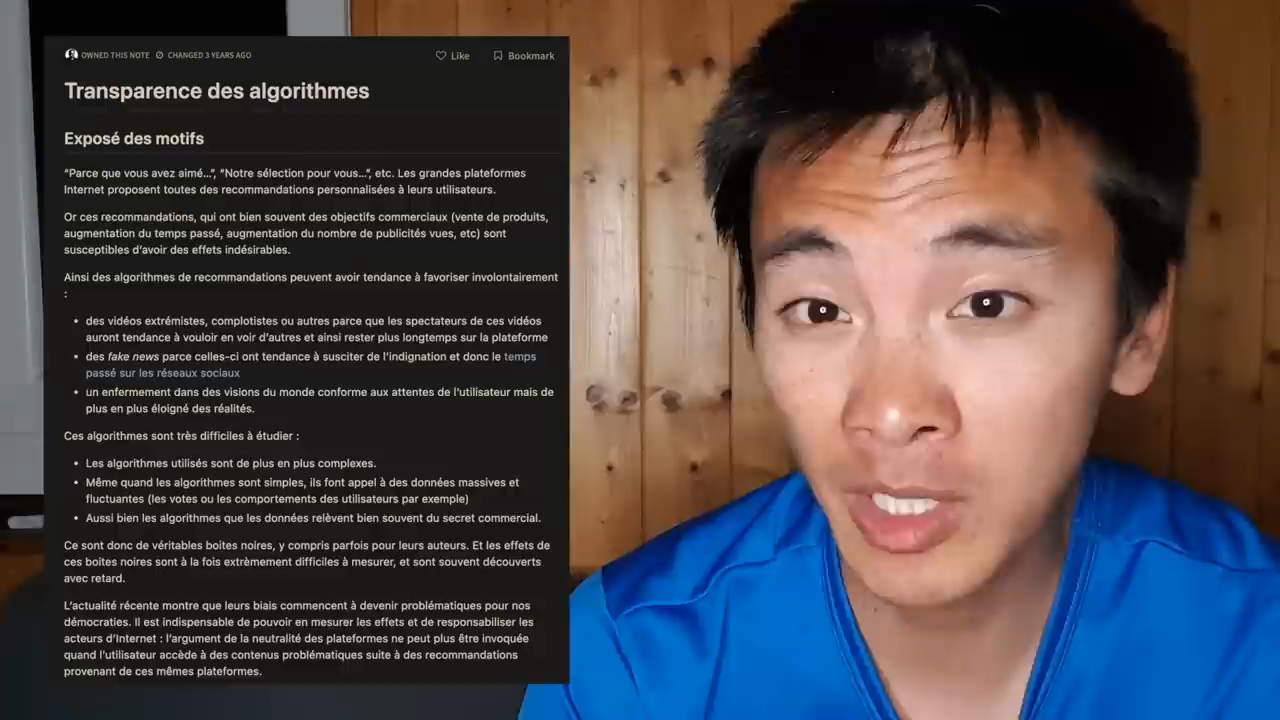 OWNED THIS NOTE CHANGED 3 YEARS AGO Like Bookmark
Transparence des algorithmes
Exposé des motifs
“Parce que vous avez aimé…”, “Notre sélection pour vous…”, etc. Les grandes plateformes
Internet proposent toutes des recommandations personnalisées à leurs utilisateurs.
Or ces recommandations, qui ont bien souvent des objectifs commerciaux (vente de produits,
augmentation du temps passé, augmentation du nombre de publicités vues, etc) sont
susceptibles d’avoir des effets indésirables.
Ainsi des algorithmes de recommandations peuvent avoir tendance à favoriser involontairement
:
• des vidéos extrémistes, complotistes ou autres parce que les spectateurs de ces vidéos
auront tendance à vouloir en voir d’autres et ainsi rester plus longtemps sur la plateforme
• des fake news parce celles-ci ont tendance à susciter de l’indignation et donc le temps
passé sur les réseaux sociaux
• un enfermement dans des visions du monde conforme aux attentes de l’utilisateur mais de
plus en plus éloigné des réalités.
Ces algorithmes sont très difficiles à étudier :
• Les algorithmes utilisés sont de plus en plus complexes.
• Même quand les algorithmes sont simples, ils font appel à des données massives et
fluctuantes (les votes ou les comportements des utilisateurs par exemple)
• Aussi bien les algorithmes que les données relèvent bien souvent du secret commercial.
Ce sont donc de véritables boites noires, y compris parfois pour leurs auteurs. Et les effets de
ces boites noires sont à la fois extrèmement difficiles à mesurer, et sont souvent découverts
avec retard.
L’actualité récente montre que leurs biais commencent à devenir problématiques pour nos
démocraties. Il est indispensable de pouvoir en mesurer les effets et de responsabiliser les
acteurs d’Internet : l’argument de la neutralité des plateformes ne peut plus être invoquée
quand l’utilisateur accède à des contenus problématiques suite à des recommandations
provenant de ces mêmes plateformes.